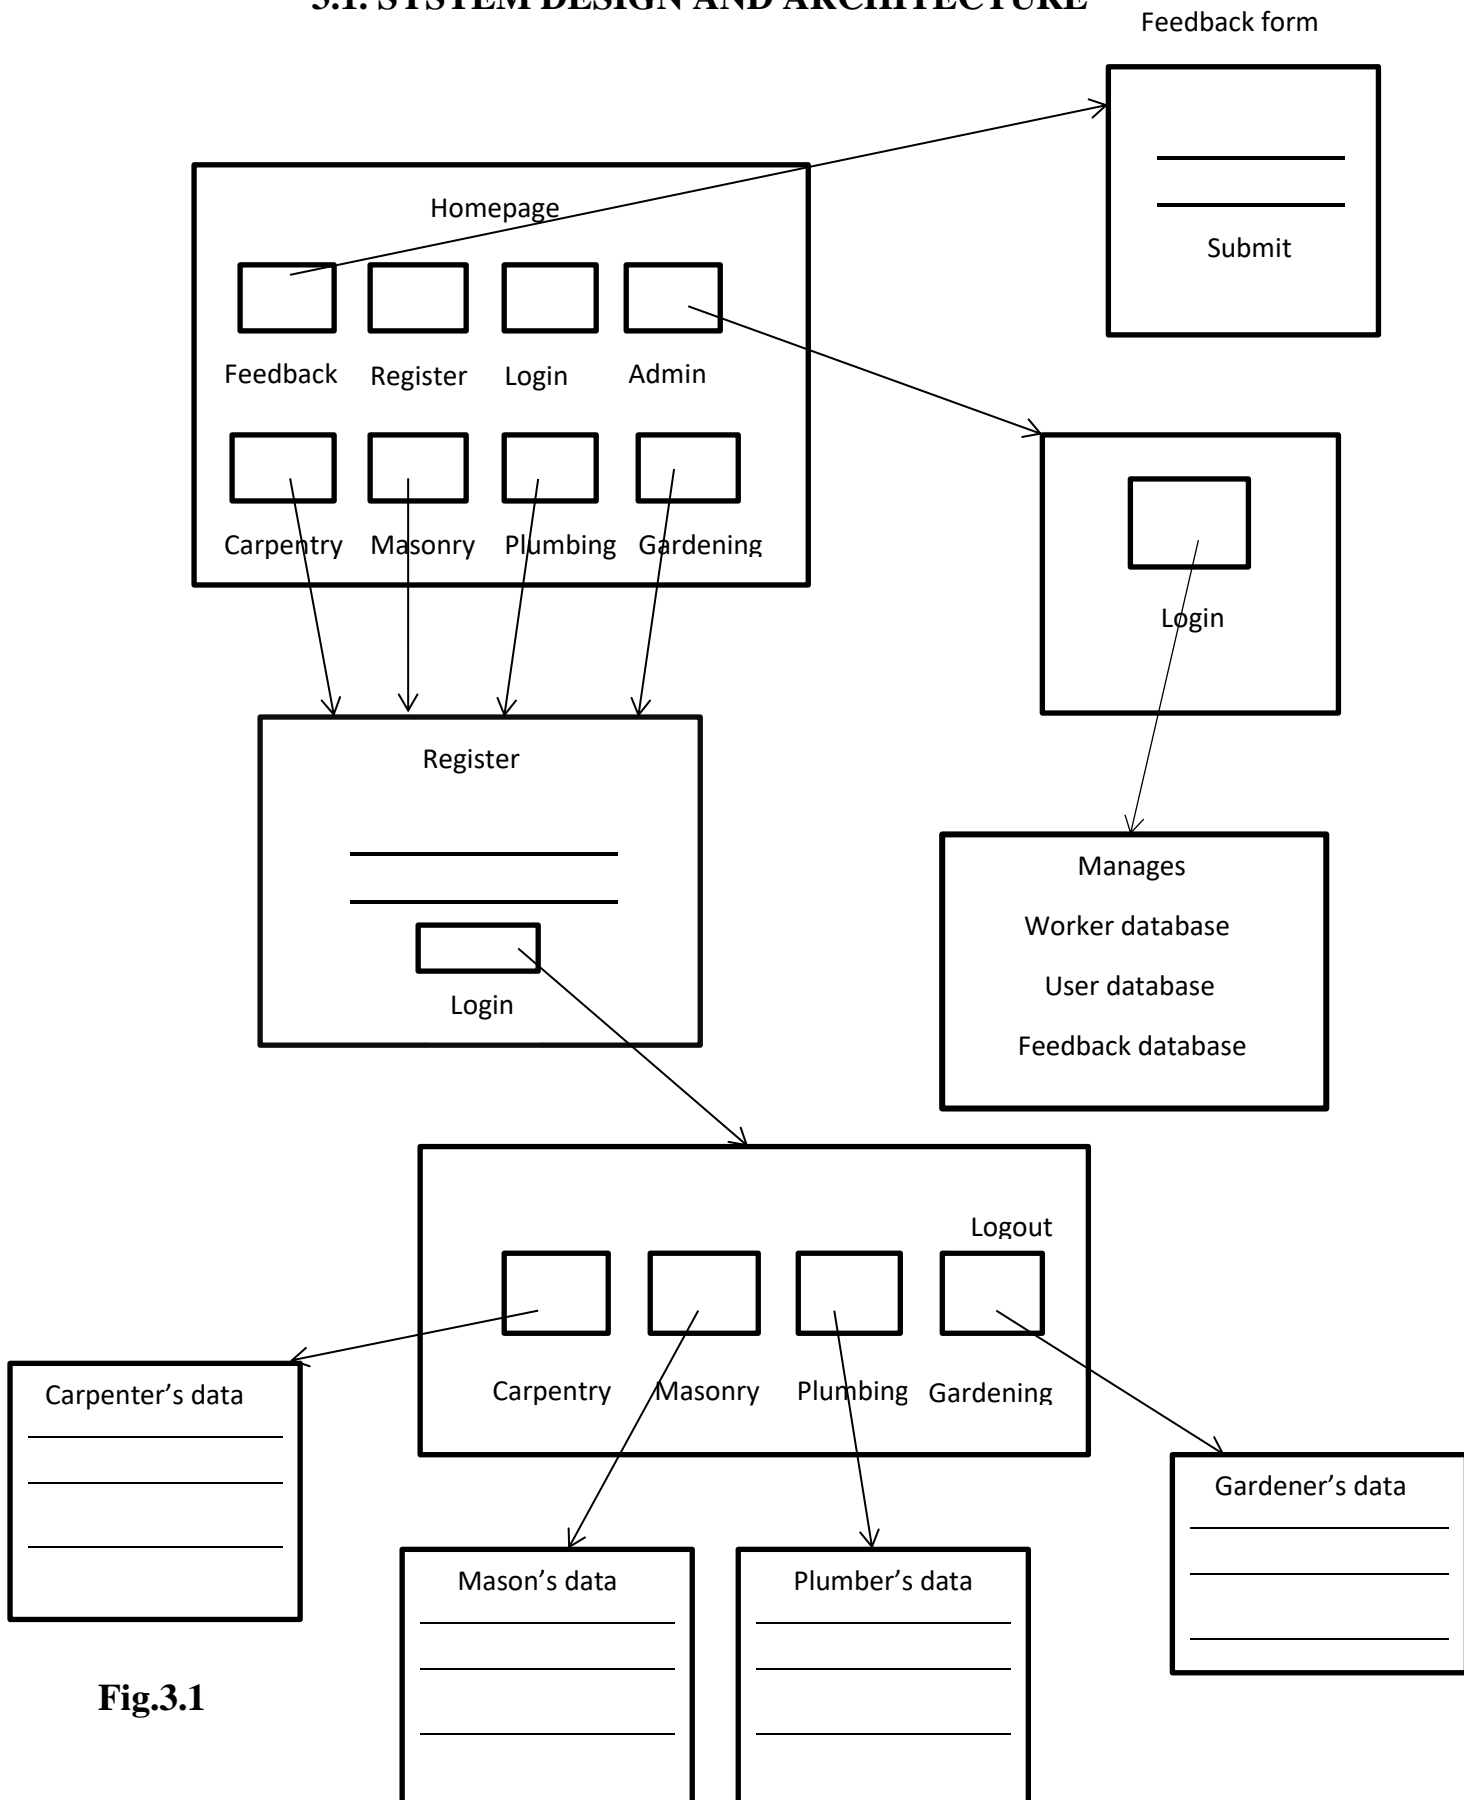 3.1. SYSTEM DESIGN AND ARCHITECTURE
Feedback form
Submit
Homepage
Feedback Register Login Admin
Carpentry Masonry Plumbing Gardening
Login
Register
Login
Manages
Worker database
User database
Feedback database
Logout
Carpentry Masonry Plumbing Gardening
Carpenter’s data
Gardener’s data
Mason’s data
Plumber’s data
Fig.3.1